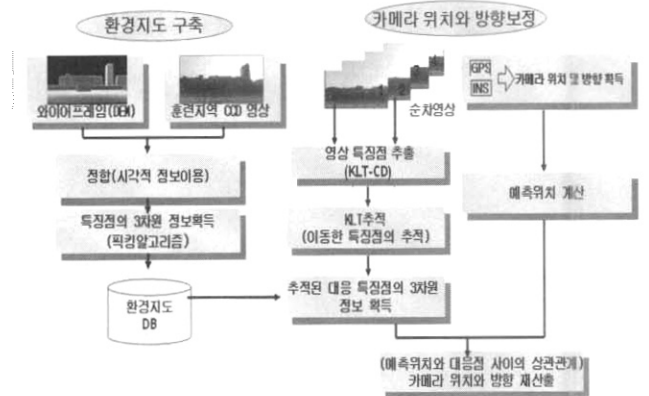 환경지도 구축
카메라 위치와 방향보정
와이어프레임(DEM)
훈련지역 CCD 영상
순차영상
GPS
INS
카메라 위치 및 방향 획득
정합(시각적 정보이용)
영상 특징점 추출
(KLT-CD)
예측위치 계산
특징점의 3차원 정보획득
(픽킹알고리즘)
KLT추적
(이동한 특징점의 추적)
환경지도
DB
추적된 대응 특징점의 3차원
정보 획득
(예측위치와 대응점 사이의 상관관계)
카메라 위치와 방향 재산출